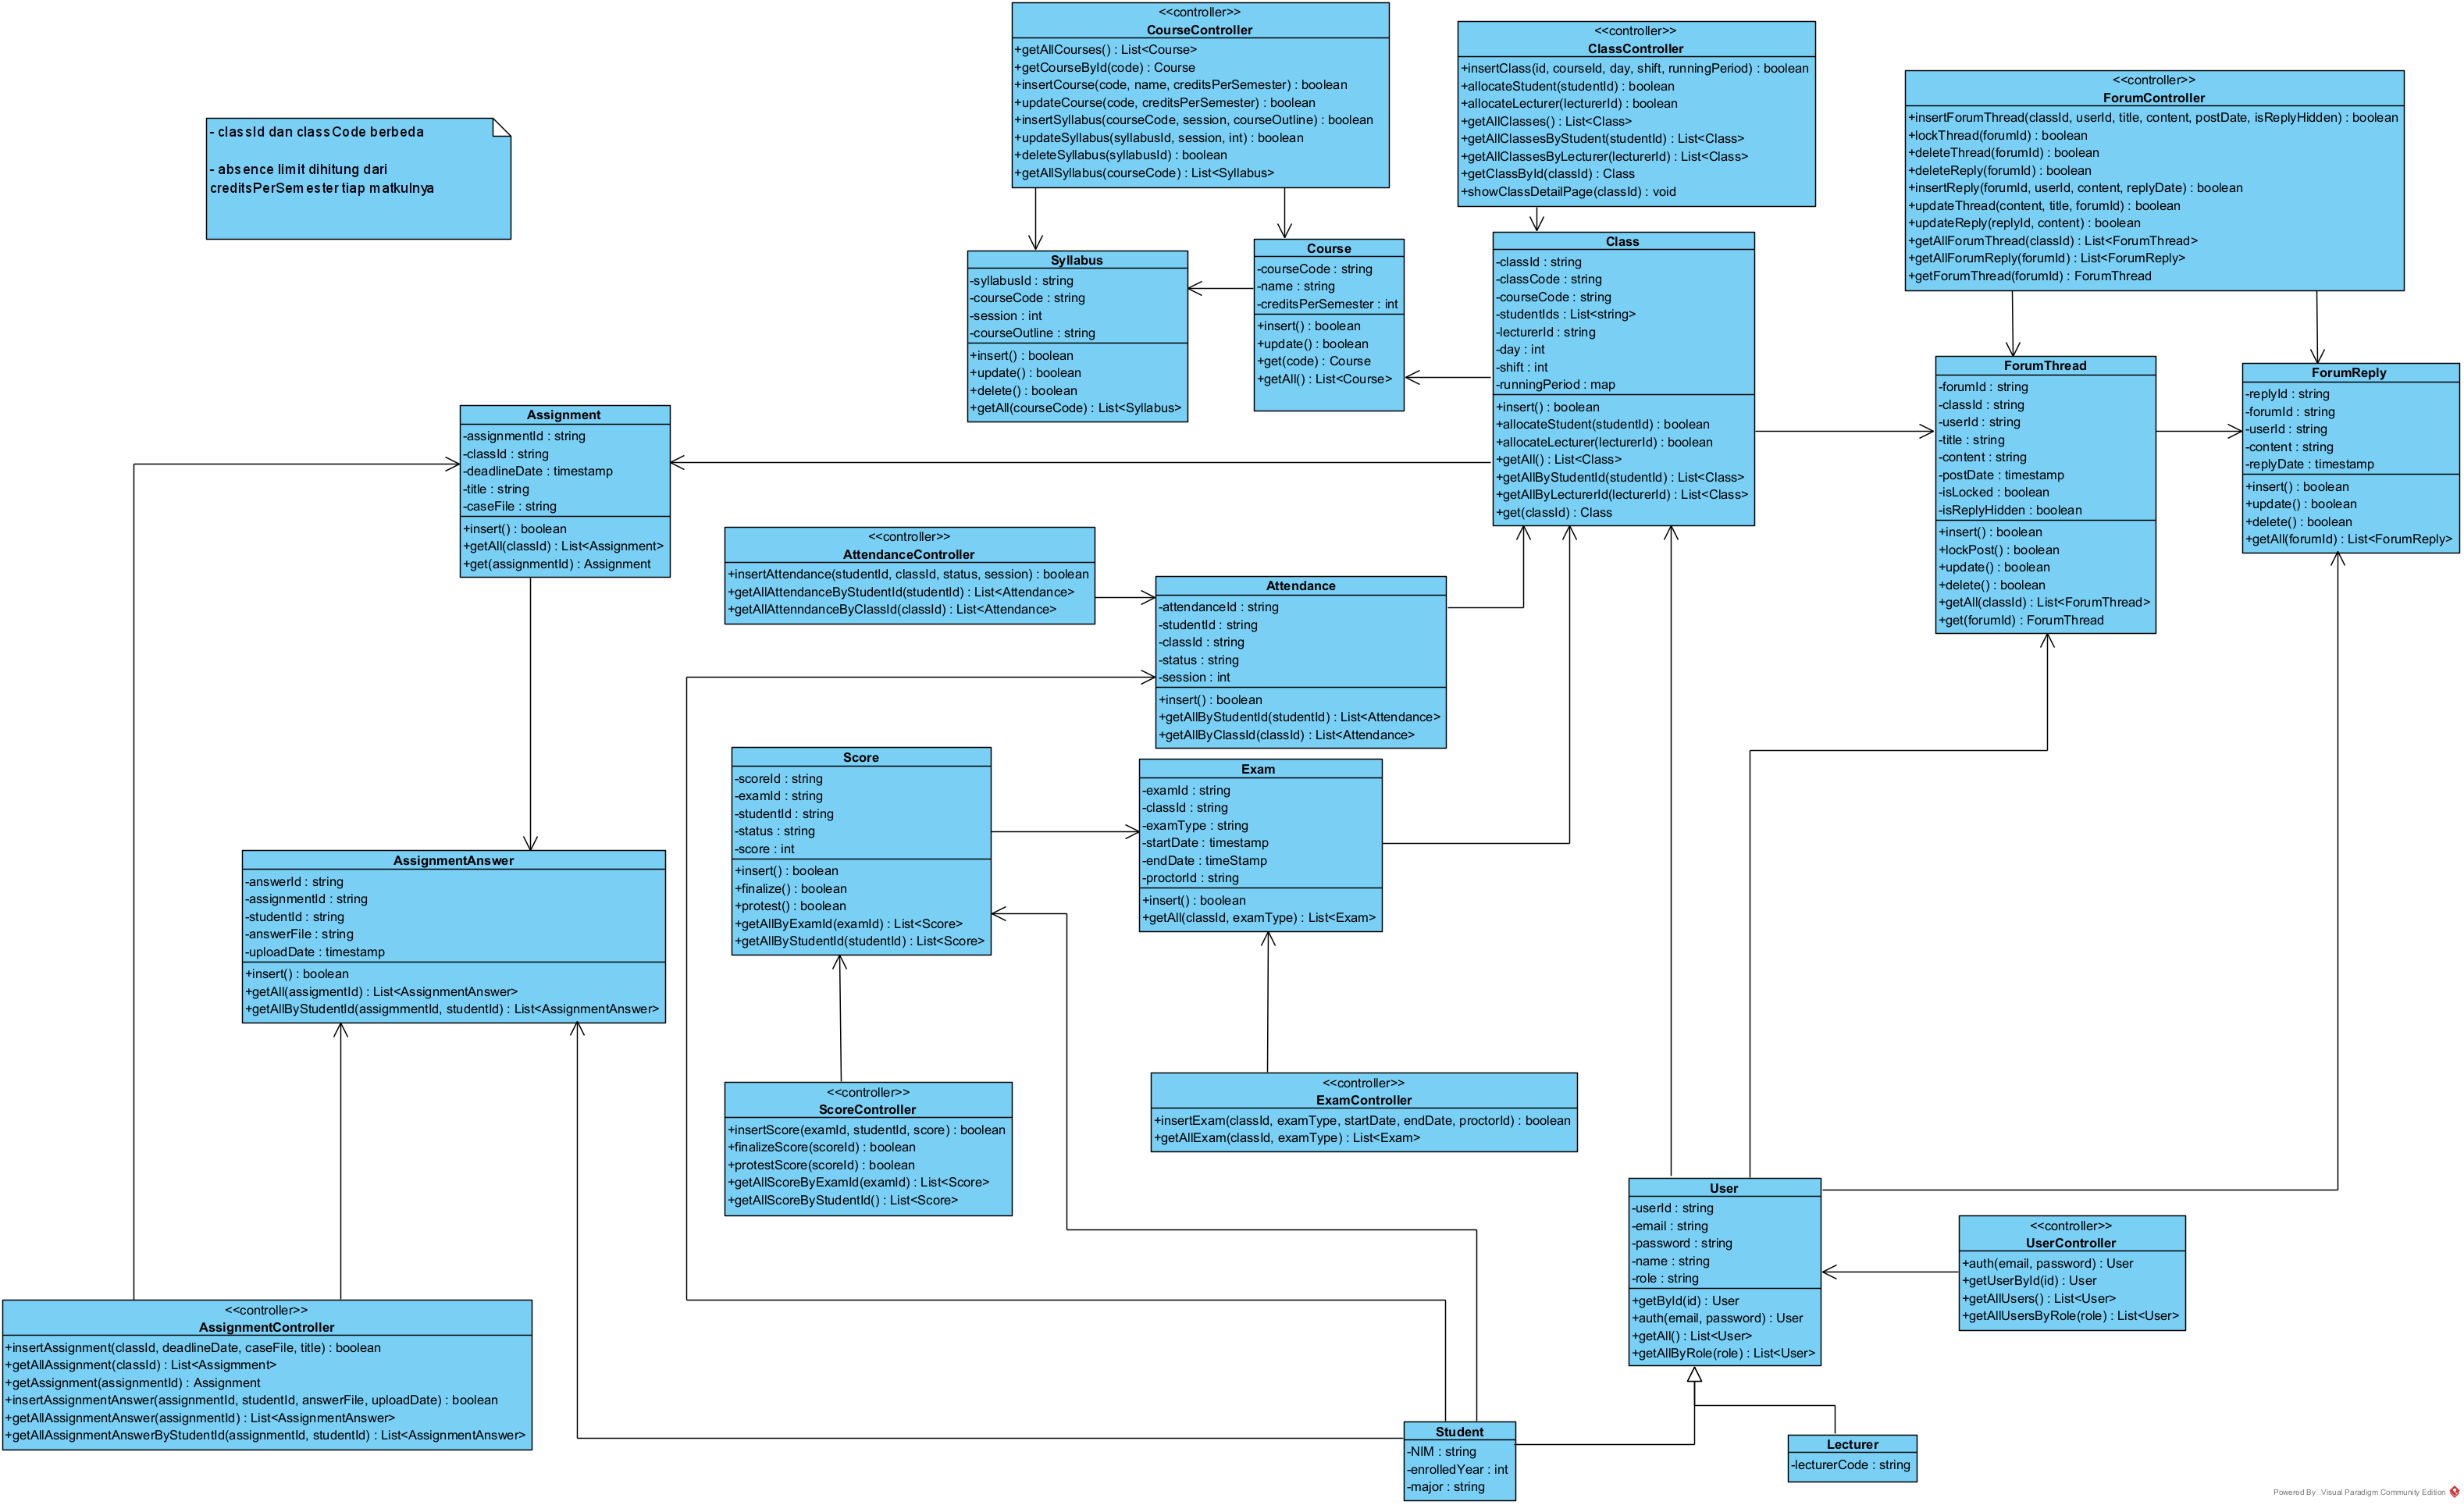 <<controller>>
CourseController
+getAllCourses() : List<Course>
+getCourseById(code) : Course
+insertCourse(code, name, creditsPerSemester) : boolean
+updateCourse(code, creditsPerSemester) : boolean
+insertSyllabus(courseCode, session, courseOutline) : boolean
+updateSyllabus(syllabusId, session, int) : boolean
+deleteSyllabus(syllabusId) : boolean
+getAllSyllabus(courseCode) : List<Syllabus>
<<controller>>
ClassController
+insertClass(id, courseId, day, shift, runningPeriod) : boolean
+allocateStudent(studentId) : boolean
+allocateLecturer(lecturerId) : boolean
+getAllClasses() : List<Class>
+getAllClassesByStudent(studentId) : List<Class>
+getAllClassesByLecturer(lecturerId) : List<Class>
+getClassById(classId) : Class
+showClassDetailPage(classId) : void
<<controller>>
ForumController
+insertForumThread(classId, userId, title, content, postDate, isReplyHidden) : boolean
+lockThread(forumId) : boolean
+deleteThread(forumId) : boolean
+deleteReply(forumId) : boolean
+insertReply(forumId, userId, content, replyDate) : boolean
+updateThread(content, title, forumId) : boolean
+updateReply(replyId, content) : boolean
+getAllForumThread(classId) : List<ForumThread>
+getAllForumReply(forumId) : List<ForumReply>
+getForumThread(forumId) : ForumThread
- classId dan classCode berbeda
- absence limit dihitung dari
creditsPerSemester tiap matkulnya
Syllabus
-syllabusId : string
-courseCode : string
-session : int
-courseOutline : string
+insert() : boolean
+update() : boolean
+delete() : boolean
+getAll(courseCode) : List<Syllabus>
Course
-courseCode : string
-name : string
-creditsPerSemester : int
+insert() : boolean
+update() : boolean
+get(code) : Course
+getAll() : List<Course>
Class
-classId : string
-classCode : string
-courseCode : string
-studentIds : List<string>
-lecturerId : string
-day : int
-shift : int
-runningPeriod : map
+insert() : boolean
+allocateStudent(studentId) : boolean
+allocateLecturer(lecturerId) : boolean
+getAll() : List<Class>
+getAllByStudentId(studentId) : List<Class>
+getAllByLecturerId(lecturerId) : List<Class>
+get(classId) : Class
ForumThread
-forumId : string
-classId : string
-userId : string
-title : string
-content : string
-postDate : timestamp
-isLocked : boolean
-isReplyHidden : boolean
+insert() : boolean
+lockPost() : boolean
+update() : boolean
+delete() : boolean
+getAll(classId) : List<ForumThread>
+get(forumId) : ForumThread
ForumReply
-replyId : string
-forumId : string
-userId : string
-content : string
-replyDate : timestamp
+insert() : boolean
+update() : boolean
+delete() : boolean
+getAll(forumId) : List<ForumReply>
Assignment
-assignmentId : string
-classId : string
-deadlineDate : timestamp
-title : string
-caseFile : string
+insert() : boolean
+getAll(classId) : List<Assignment>
+get(assignmentId) : Assignment
<<controller>>
AttendanceController
+insertAttendance(studentId, classId, status, session) : boolean
+getAllAttendanceByStudentId(studentId) : List<Attendance>
+getAllAttenndanceByClassId(classId) : List<Attendance>
Attendance
-attendanceId : string
-studentId : string
-classId : string
-status : string
-session : int
+insert() : boolean
+getAllByStudentId(studentId) : List<Attendance>
+getAllByClassId(classId) : List<Attendance>
Score
-scoreId : string
-examId : string
-studentId : string
-status : string
-score : int
+insert() : boolean
+finalize() : boolean
+protest() : boolean
+getAllByExamId(examId) : List<Score>
+getAllByStudentId(studentId) : List<Score>
Exam
-examId : string
-classId : string
-examType : string
-startDate : timestamp
-endDate : timeStamp
-proctorId : string
+insert() : boolean
+getAll(classId, examType) : List<Exam>
AssignmentAnswer
-answerId : string
-assignmentId : string
-studentId : string
-answerFile : string
-uploadDate : timestamp
+insert() : boolean
+getAll(assigmentId) : List<AssignmentAnswer>
+getAllByStudentId(assigmmentId, studentId) : List<AssignmentAnswer>
<<controller>>
ScoreController
+insertScore(examId, studentId, score) : boolean
+finalizeScore(scoreId) : boolean
+protestScore(scoreId) : boolean
+getAllScoreByExamId(examId) : List<Score>
+getAllScoreByStudentId() : List<Score>
<<controller>>
ExamController
+insertExam(classId, examType, startDate, endDate, proctorId) : boolean
+getAllExam(classId, examType) : List<Exam>
User
-userId : string
-email : string
-password : string
-name : string
-role : string
+getById(id) : User
+auth(email, password) : User
+getAll() : List<User>
+getAllByRole(role) : List<User>
<<controller>>
UserController
+auth(email, password) : User
+getUserById(id) : User
+getAllUsers() : List<User>
+getAllUsersByRole(role) : List<User>
<<controller>>
AssignmentController
+insertAssignment(classId, deadlineDate, caseFile, title) : boolean
+getAllAssignment(classId) : List<Assigmment>
+getAssignment(assignmentId) : Assignment
+insertAssignmentAnswer(assignmentId, studentId, answerFile, uploadDate) : boolean
+getAllAssignmentAnswer(assignmentId) : List<AssignmentAnswer>
+getAllAssignmentAnswerByStudentId(assignmentId, studentId) : List<AssignmentAnswer>
Student
-NIM : string
-enrolledYear : int
-major : string
Lecturer
-lecturerCode : string
Powered By Visual Paradigm Community Edition